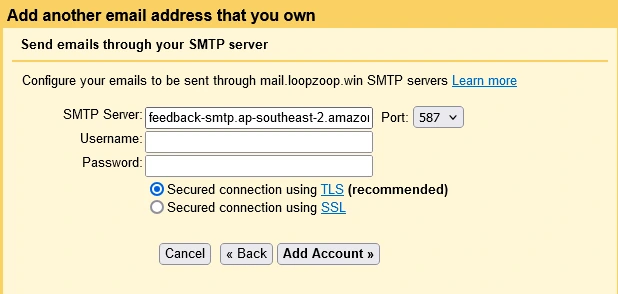 Add another email address that you own
Send emails through your SMTP server
Configure your emails to be sent through mail.loopzoop.win SMTP servers Learn more
SMTP Server: feedback-smtp.ap-southeast-2.amazo Port: 587
Username:
Password:
Secured connection using TLS (recommended)
Secured connection using SSL
Cancel « Back Add Account »